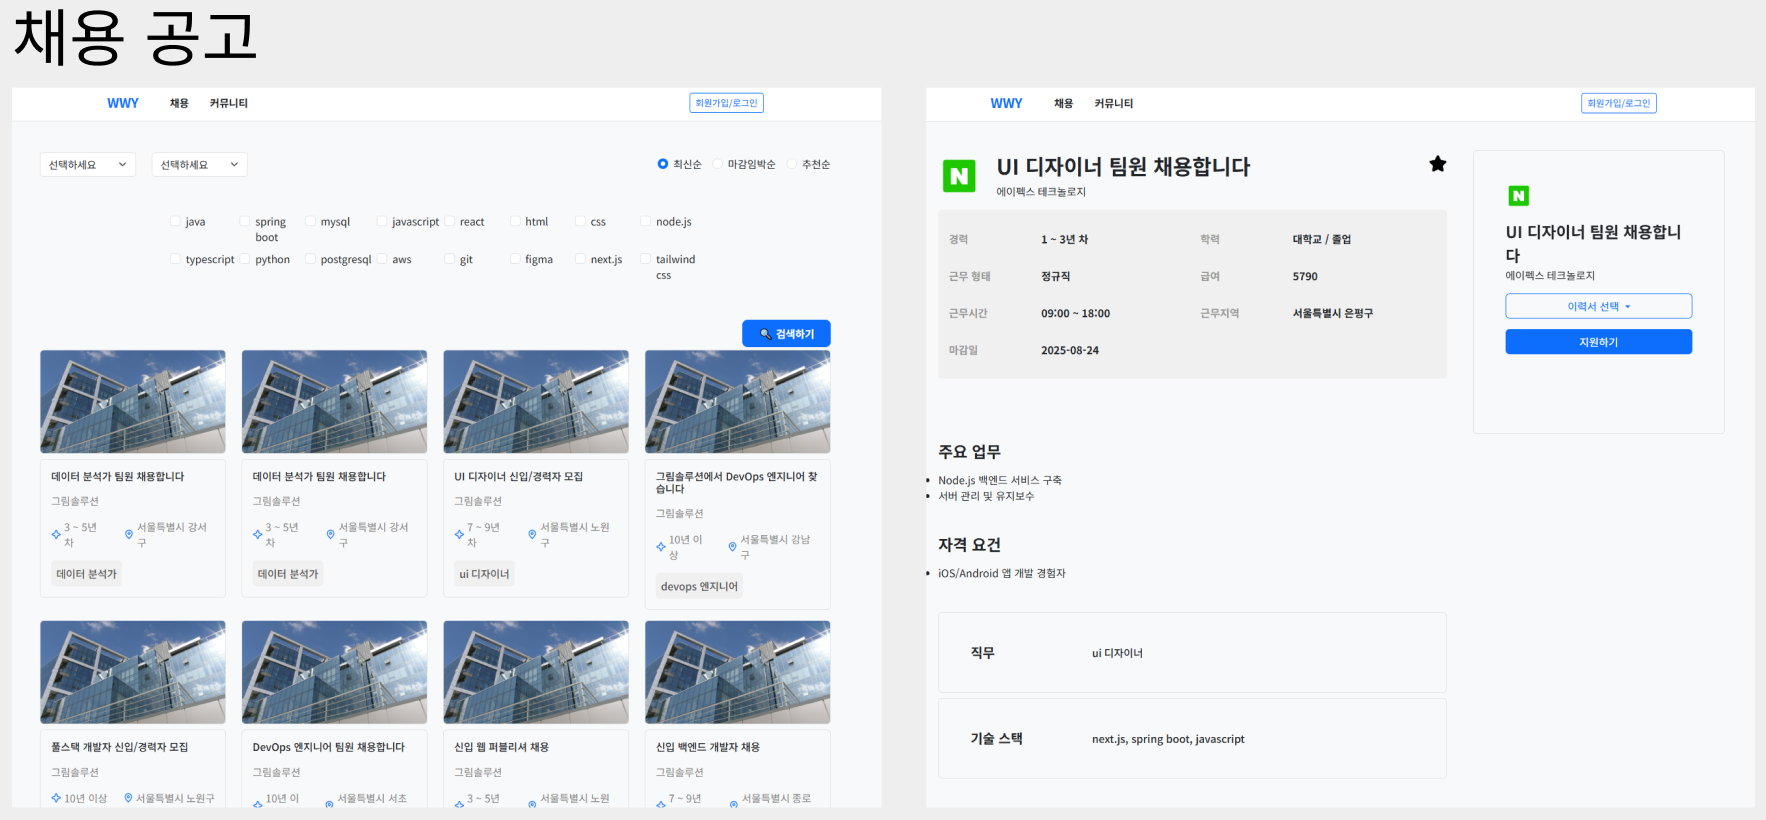 채용 공고
WWY 채용 커뮤니티 회원가입/로그인
선택하세요 선택하세요 최신순 마감임박순 추천순
java spring boot mysql javascript react html css node.js
typescript python postgresql aws git figma next.js tailwind css
검색하기
데이터 분석가 팀원 채용합니다
그림솔루션
3 ~ 5년 차 서울특별시 강서구
데이터 분석가
데이터 분석가 팀원 채용합니다
그림솔루션
3 ~ 5년 차 서울특별시 강서구
데이터 분석가
UI 디자이너 신입/경력자 모집
그림솔루션
7 ~ 9년 차 서울특별시 노원구
ui 디자이너
그림솔루션에서 DevOps 엔지니어 찾
습니다
그림솔루션
10년 이상 서울특별시 강남구
devops 엔지니어
풀스택 개발자 신입/경력자 모집
그림솔루션
10년 이상 서울특별시 노원구
DevOps 엔지니어 팀원 채용합니다
그림솔루션
10년 이 서울특별시 서초
신입 웹 퍼블리셔 채용
그림솔루션
3 ~ 5년 서울특별시 노원
신입 백엔드 개발자 채용
그림솔루션
7 ~ 9년 서울특별시 종로
WWY 채용 커뮤니티 회원가입/로그인
N
UI 디자이너 팀원 채용합니다
에이펙스 테크놀로지
경력 1 ~ 3년 차 학력 대학교 / 졸업
근무 형태 정규직 급여 5790
근무시간 09:00 ~ 18:00 근무지역 서울특별시 은평구
마감일 2025-08-24
N
UI 디자이너 팀원 채용합니
다
에이펙스 테크놀로지
이력서 선택
지원하기
주요 업무
Node.js 백엔드 서비스 구축
서버 관리 및 유지보수
자격 요건
iOS/Android 앱 개발 경험자
직무 ui 디자이너
기술 스택 next.js, spring boot, javascript